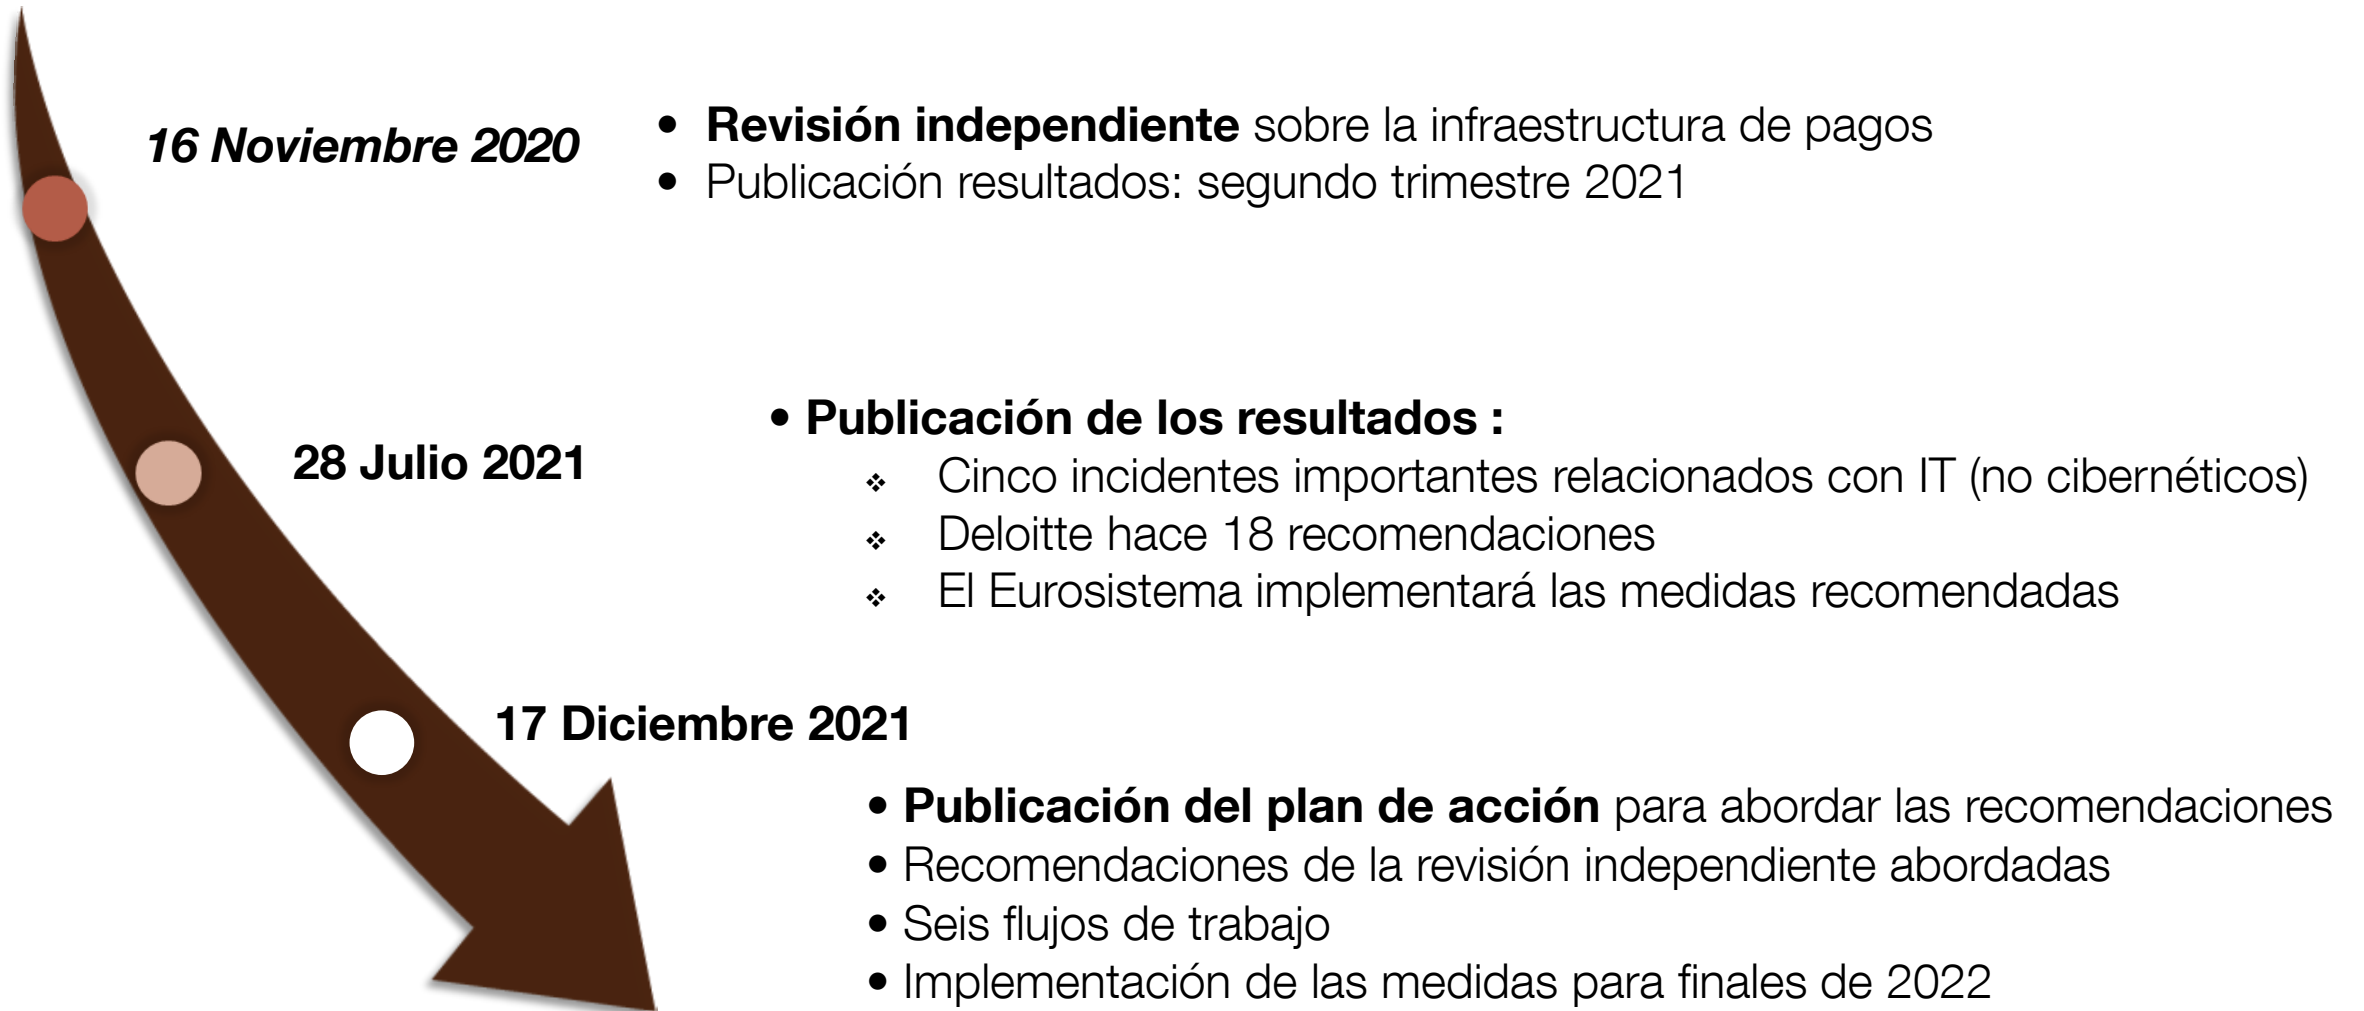 16 Noviembre 2020
• Revisión independiente sobre la infraestructura de pagos
• Publicación resultados: segundo trimestre 2021
28 Julio 2021
• Publicación de los resultados :
❖ Cinco incidentes importantes relacionados con IT (no cibernéticos)
❖ Deloitte hace 18 recomendaciones
❖ El Eurosistema implementará las medidas recomendadas
17 Diciembre 2021
• Publicación del plan de acción para abordar las recomendaciones
• Recomendaciones de la revisión independiente abordadas
• Seis flujos de trabajo
• Implementación de las medidas para finales de 2022